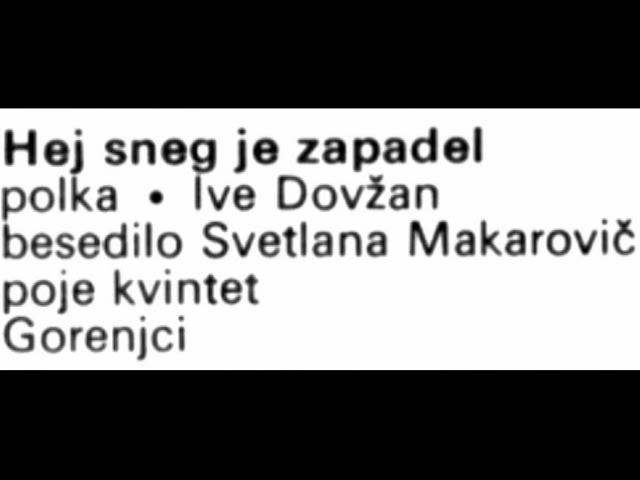 Hej sneg je zapadel
polka • Ive Dovžan
besedilo Svetlana Makarovič
poje kvintet
Gorenjci